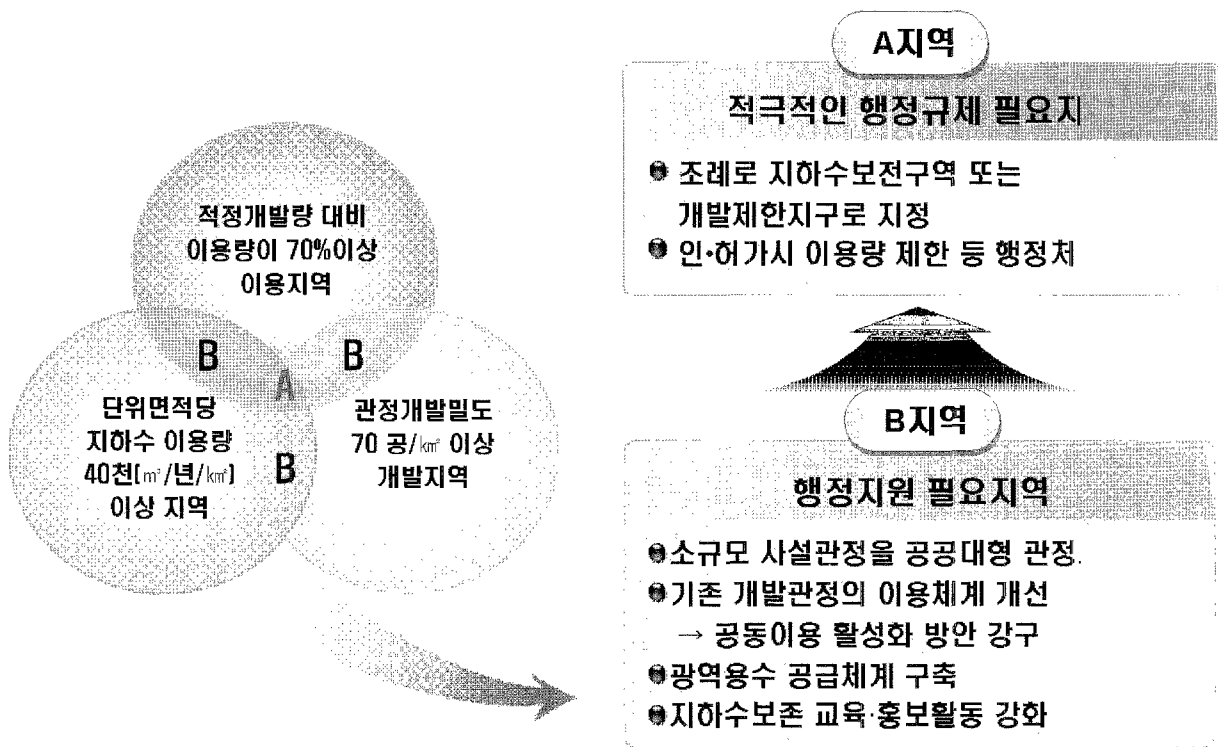 적정개발량 대비
이용량이 70%이상
이용지역
B
B
A
단위면적당
지하수 이용량
40천[㎥/년/㎢]
이상 지역
B
관정개발밀도
70 공/㎢ 이상
개발지역
A지역
적극적인 행정규제 필요지
조례로 지하수보전구역 또는
개발제한지구로 지정
인•허가시 이용량 제한 등 행정처
B지역
행정지원 필요지역
소규모 사설관정을 공공대형 관정.
기존 개발관정의 이용체계 개선
→ 공동이용 활성화 방안 강구
광역용수 공급체계 구축
지하수보존 교육·홍보활동 강화